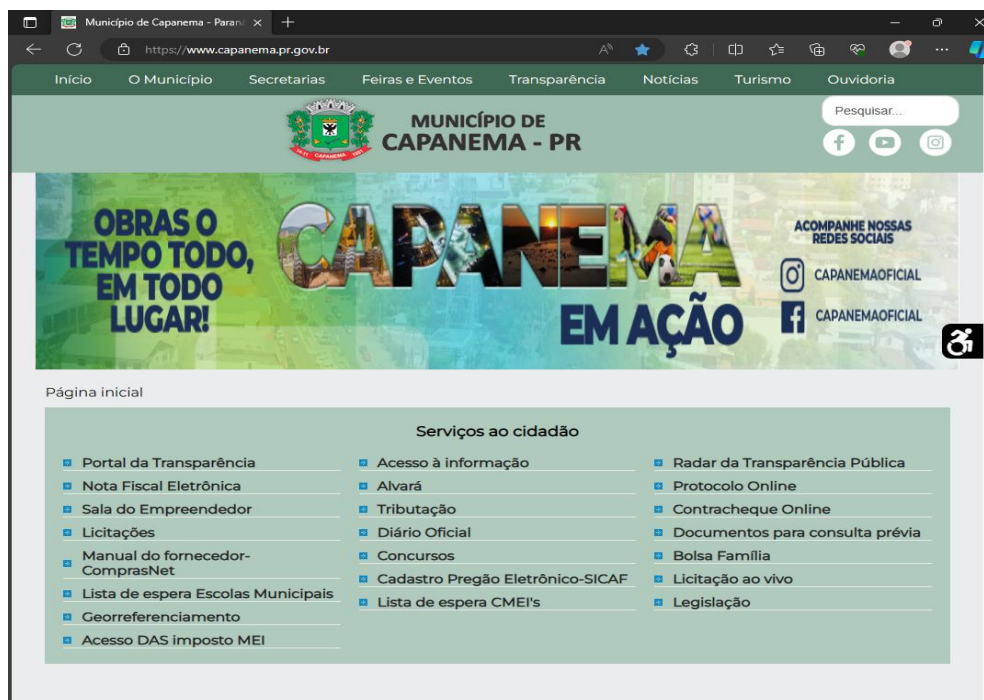 Município de Capanema - Paraná
https://www.capanema.pr.gov.br
Início O Município Secretarias Feiras e Eventos Transparência Notícias Turismo Ouvidoria
MUNICÍPIO DE
CAPANEMA - PR
Pesquisar...
CAPANEMA
OBRAS O
TEMPO TODO,
EM TODO
LUGAR!
CAPANEMA
EM AÇÃO
ACOMPANHE NOSSAS
REDES SOCIAIS
CAPANEMAOFICIAL
CAPANEMAOFICIAL
Página inicial
Serviços ao cidadão
Portal da Transparência
Nota Fiscal Eletrônica
Sala do Empreendedor
Licitações
Manual do fornecedor-
ComprasNet
Lista de espera Escolas Municipais
Georreferenciamento
Acesso DAS imposto MEI
Acesso à informação
Alvará
Tributação
Diário Oficial
Concursos
Cadastro Pregão Eletrônico-SICAF
Lista de espera CMEI's
Radar da Transparência Pública
Protocolo Online
Contracheque Online
Documentos para consulta prévia
Bolsa Família
Licitação ao vivo
Legislação